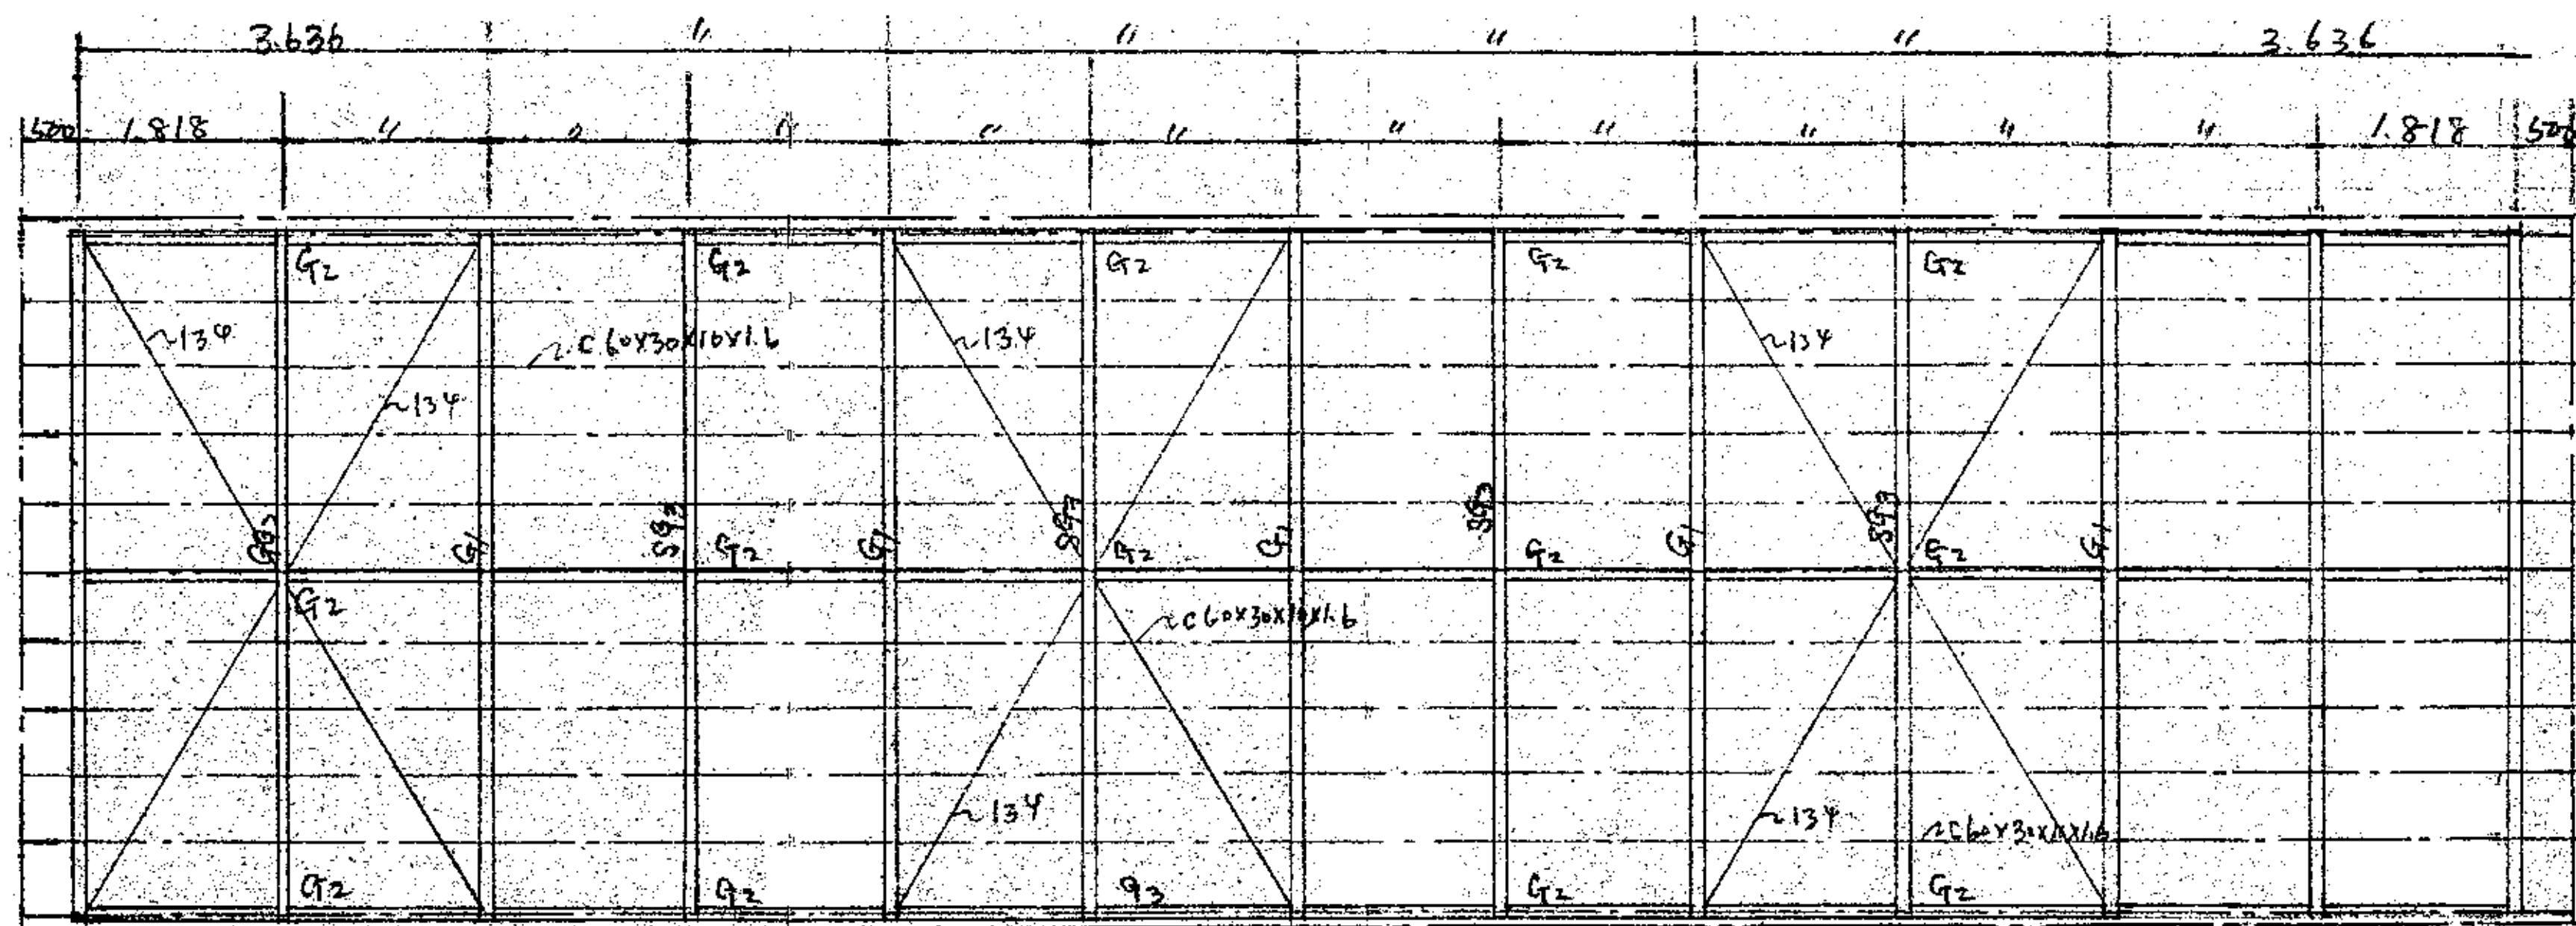 3.636 〃 〃 〃 〃 3.636
500 1.818 〃 〃 〃 〃 〃 〃 〃 〃 〃 〃 1.818 500
G2 G2 G2 G2 G2
~134 C60x30x10x1.6 ~134 ~134
~134
G1 SG3 G2 G1 G2 G1 SG3 G2 G1 SG3 G2 G1
G2 C60x30x10x1.6
~134 ~134 C60x30x10x1.6
G2 G2 G3 G2 G2